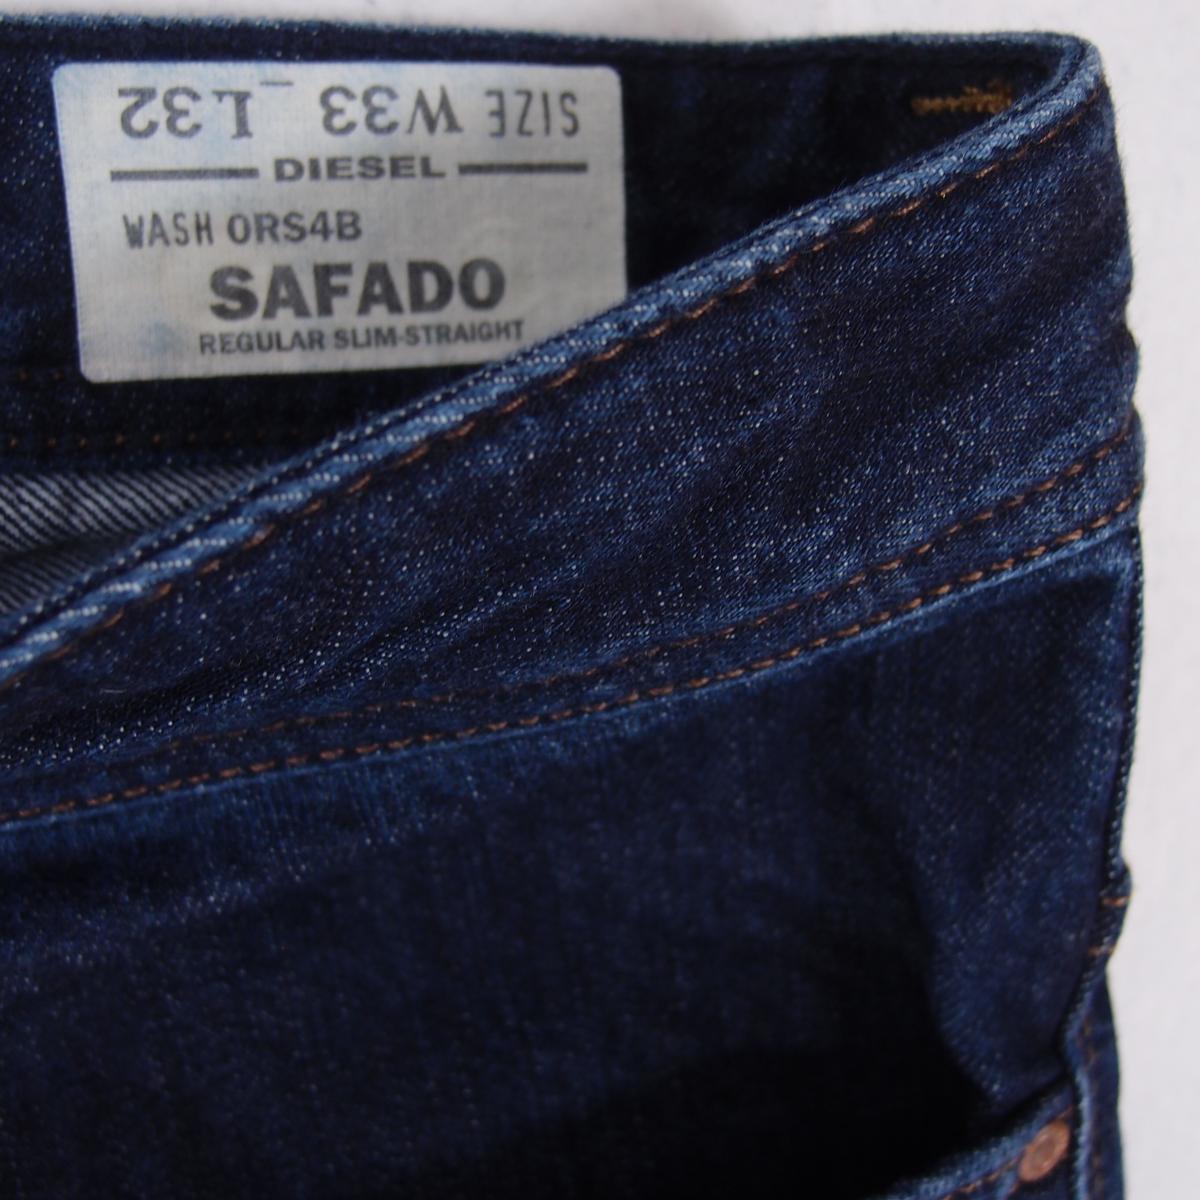 SIZE W33 L32
DIESEL
WASH 0RS4B
SAFADO
REGULAR SLIM-STRAIGHT